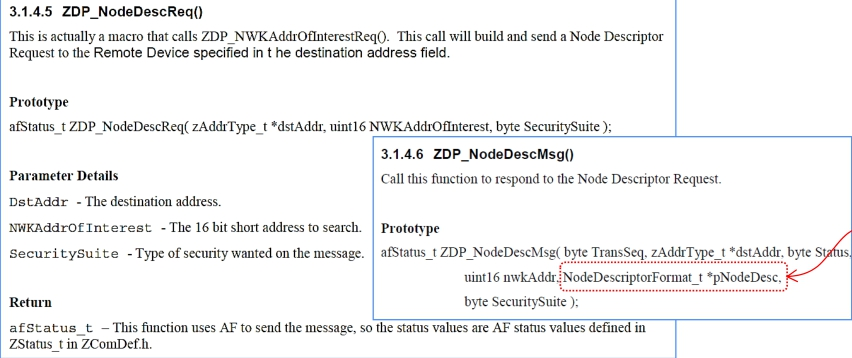 3.1.4.5 ZDP_NodeDescReq()
This is actually a macro that calls ZDP_NWKAddrOfInterestReq(). This call will build and send a Node Descriptor
Request to the Remote Device specified in t he destination address field.
Prototype
afStatus_t ZDP_NodeDescReq( zAddrType_t *dstAddr, uint16 NWKAddrOfInterest, byte SecuritySuite );
Parameter Details
DstAddr - The destination address.
NWKAddrOfInterest - The 16 bit short address to search.
SecuritySuite - Type of security wanted on the message.
Return
afStatus_t – This function uses AF to send the message, so the status values are AF status values defined in
ZStatus_t in ZComDef.h.
3.1.4.6 ZDP_NodeDescMsg()
Call this function to respond to the Node Descriptor Request.
Prototype
afStatus_t ZDP_NodeDescMsg( byte TransSeq, zAddrType_t *dstAddr, byte Status,
uint16 nwkAddr, NodeDescriptorFormat_t *pNodeDesc,
byte SecuritySuite );